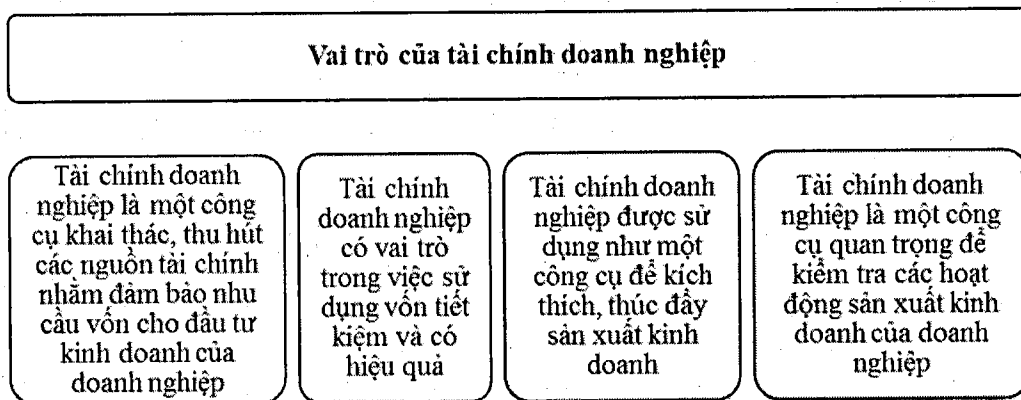 Vai trò của tài chính doanh nghiệp
Tài chính doanh
nghiệp là một công
cụ khai thác, thu hút
các nguồn tài chính
nhằm đảm bảo nhu
cầu vốn cho đầu tư
kinh doanh của
doanh nghiệp
Tài chính
doanh nghiệp
có vai trò
trong việc sử
dụng vốn tiết
kiệm và có
hiệu quả
Tài chính doanh
nghiệp được sử
dụng như một
công cụ để kích
thích, thúc đẩy
sản xuất kinh
doanh
Tài chính doanh
nghiệp là một công
cụ quan trọng để
kiểm tra các hoạt
động sản xuất kinh
doanh của doanh
nghiệp